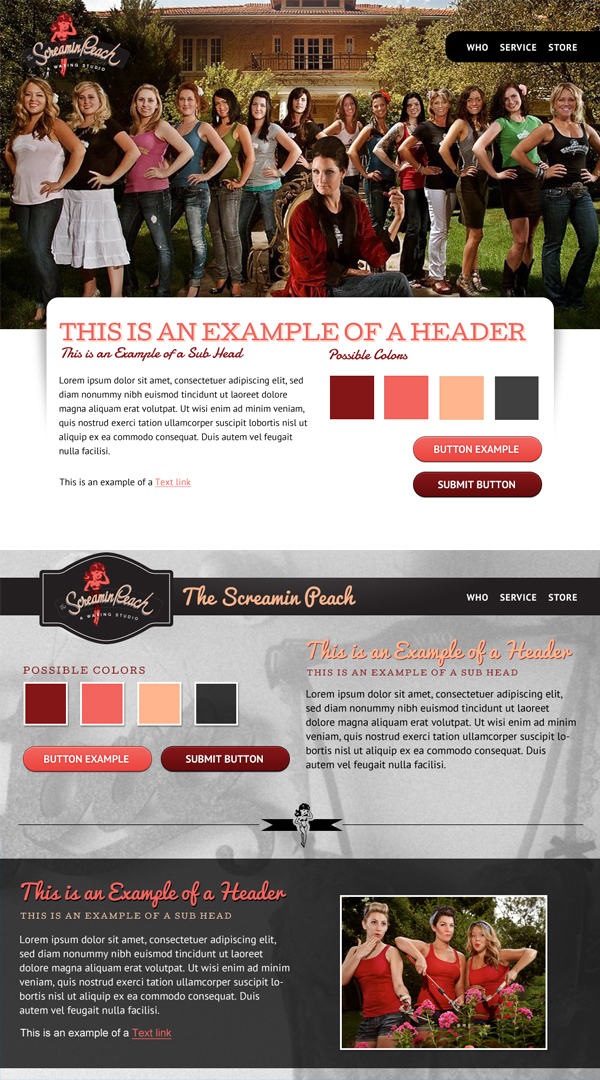 The Screamin Peach
A WAXING STUDIO
WHO SERVICE STORE
THIS IS AN EXAMPLE OF A HEADER
This is an Example of a Sub Head
Possible Colors
Lorem ipsum dolor sit amet, consectetuer adipiscing elit, sed
diam nonummy nibh euismod tincidunt ut laoreet dolore
magna aliquam erat volutpat. Ut wisi enim ad minim veniam,
quis nostrud exerci tation ullamcorper suscipit lobortis nisl ut
aliquip ex ea commodo consequat. Duis autem vel feugait
nulla facilisi.
This is an example of a Text link
BUTTON EXAMPLE
SUBMIT BUTTON
The Screamin Peach
A WAXING STUDIO
The Screamin Peach
WHO SERVICE STORE
POSSIBLE COLORS
BUTTON EXAMPLE
SUBMIT BUTTON
This is an Example of a Header
THIS IS AN EXAMPLE OF A SUB HEAD
Lorem ipsum dolor sit amet, consectetuer adipiscing elit,
sed diam nonummy nibh euismod tincidunt ut laoreet
dolore magna aliquam erat volutpat. Ut wisi enim ad minim
veniam, quis nostrud exerci tation ullamcorper suscipit lo-
bortis nisl ut aliquip ex ea commodo consequat. Duis
autem vel feugait nulla facilisi.
This is an Example of a Header
THIS IS AN EXAMPLE OF A SUB HEAD
Lorem ipsum dolor sit amet, consectetuer adipiscing elit,
sed diam nonummy nibh euismod tincidunt ut laoreet
dolore magna aliquam erat volutpat. Ut wisi enim ad minim
veniam, quis nostrud exerci tation ullamcorper suscipit lo-
bortis nisl ut aliquip ex ea commodo consequat. Duis
autem vel feugait nulla facilisi.
This is an example of a Text link